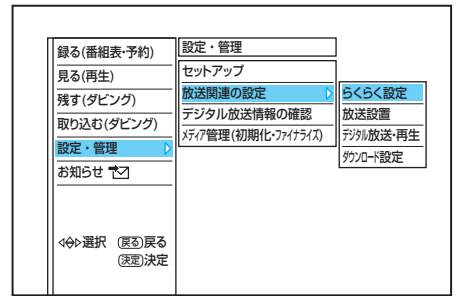 録る(番組表・予約)
見る(再生)
残す(ダビング)
取り込む(ダビング)
設定・管理
お知らせ
選択 戻る戻る
決定決定
設定・管理
セットアップ
放送関連の設定
デジタル放送情報の確認
メディア管理(初期化・ファイナライズ)
らくらく設定
放送設置
デジタル放送・再生
ダウンロード設定